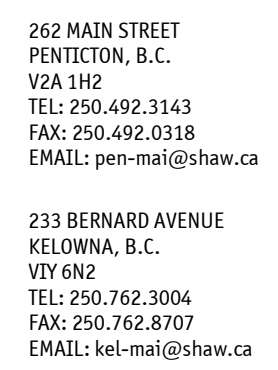 262 MAIN STREET
PENTICTON, B.C.
V2A 1H2
TEL: 250.492.3143
FAX: 250.492.0318
EMAIL: pen-mai@shaw.ca
233 BERNARD AVENUE
KELOWNA, B.C.
VIY 6N2
TEL: 250.762.3004
FAX: 250.762.8707
EMAIL: kel-mai@shaw.ca